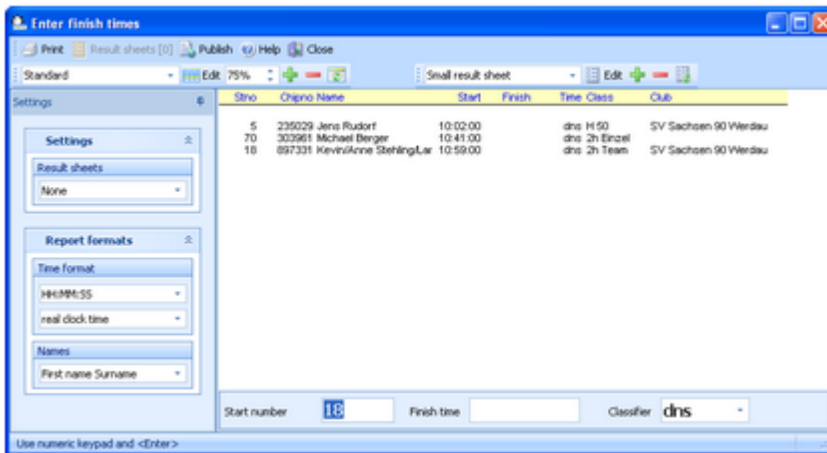 Enter finish times
Print Result sheets [0] Publish Help Close
Standard Edit 75% Small result sheet Edit
Settings
Stno Chipno Name Start Finish Time Class Club
5 235029 Jens Rudorf 10:02:00 dns H 50 SV Sachsen 90 Werdau
70 303961 Michael Berger 10:41:00 dns 2h Einzel
18 897331 Kevin/Anne Stehling/Lar 10:59:00 dns 2h Team SV Sachsen 90 Werdau
Settings
Result sheets
None
Report formats
Time format
HH:MM:SS
real clock time
Names
First name Surname
Start number 18 Finish time Classifier dns
Use numeric keypad and <Enter>